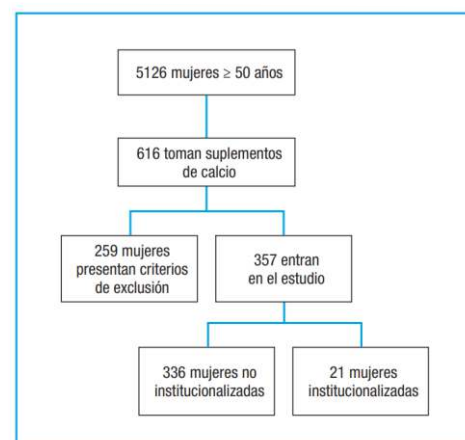 5126 mujeres ≥ 50 años
616 toman suplementos
de calcio
259 mujeres
presentan criterios
de exclusión
357 entran
en el estudio
336 mujeres no
institucionalizadas
21 mujeres
institucionalizadas